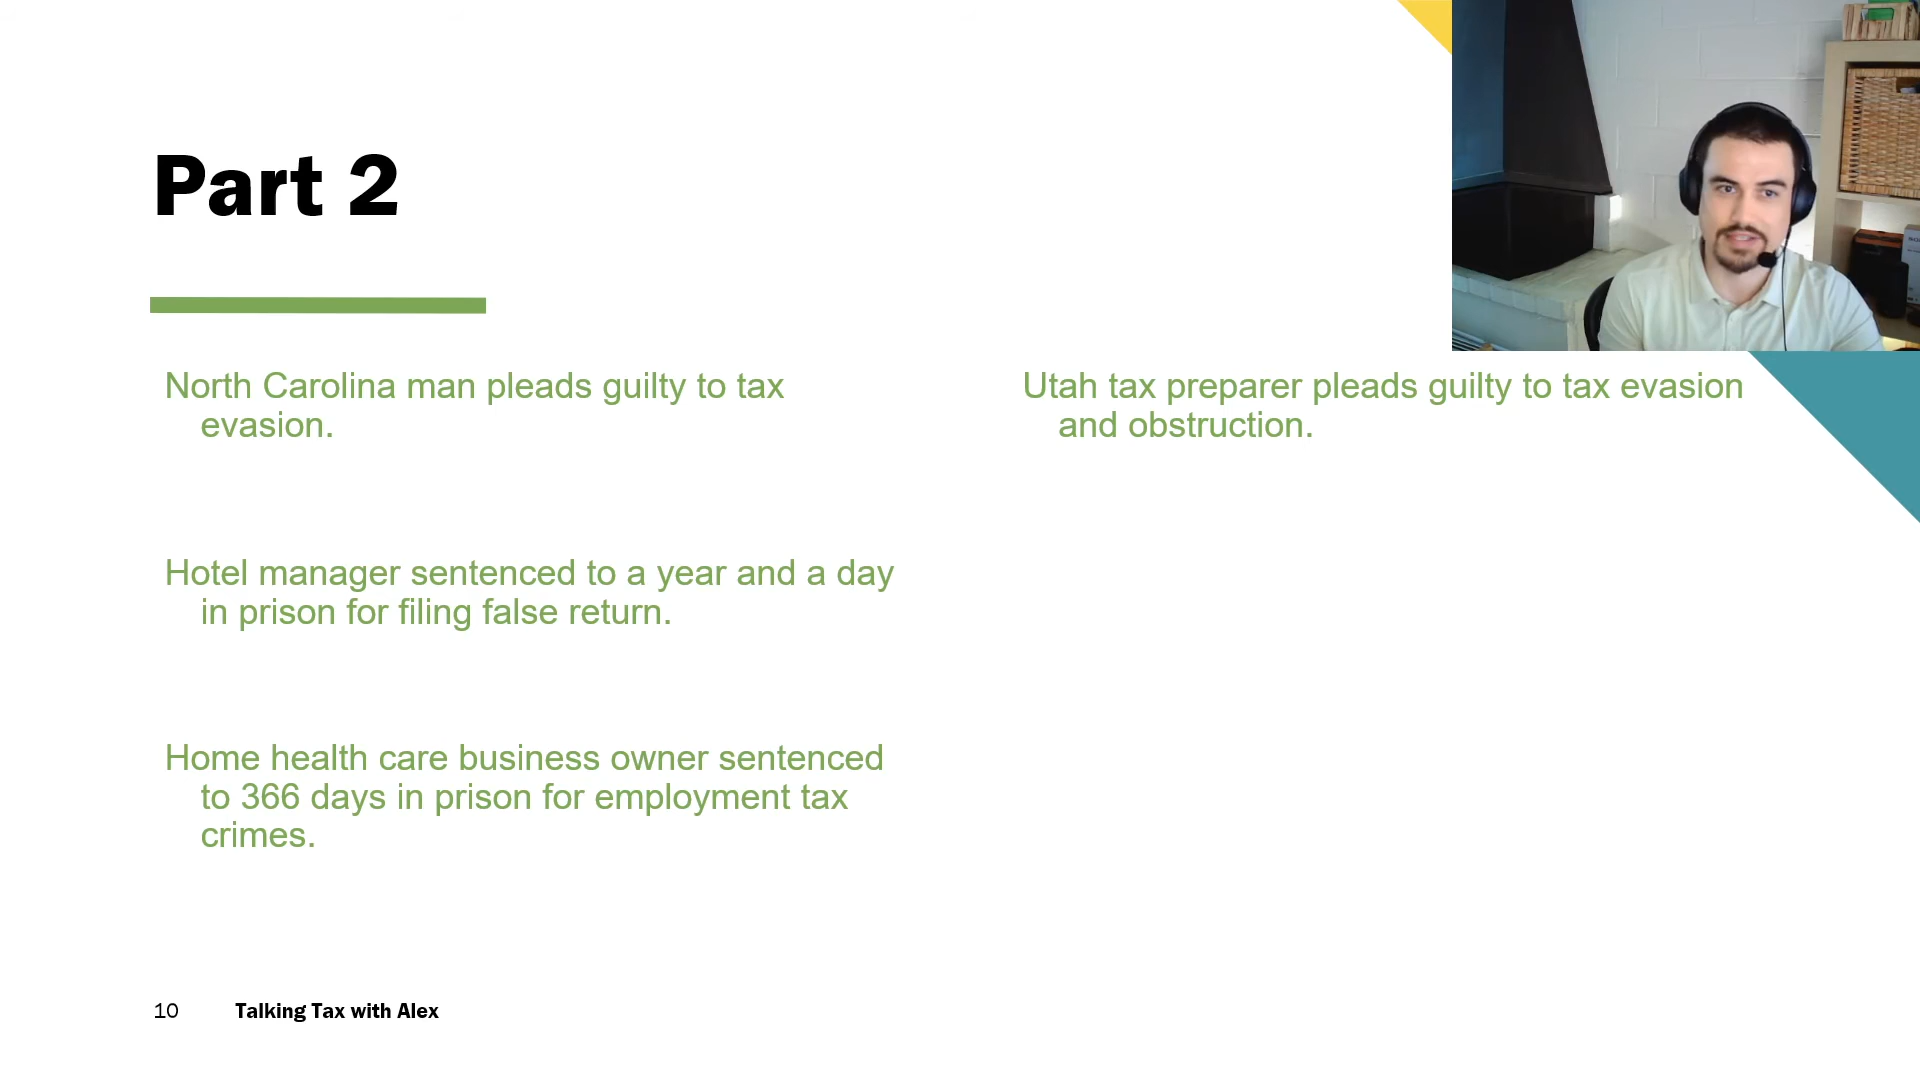 Part 2
North Carolina man pleads guilty to tax
evasion.
Hotel manager sentenced to a year and a day
in prison for filing false return.
Home health care business owner sentenced
to 366 days in prison for employment tax
crimes.
Utah tax preparer pleads guilty to tax evasion
and obstruction.
10
Talking Tax with Alex